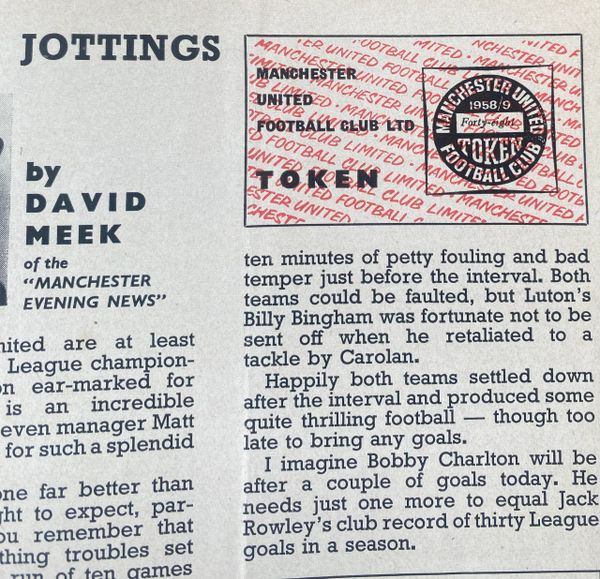 JOTTINGS
by
DAVID
MEEK
of the
"MANCHESTER
EVENING NEWS"
nited are at least
League champion-
on ear-marked for
is an incredible
even manager Matt
for such a splendid
one far better than
ght to expect, par-
ou remember that
thing troubles set
run of ten games
MANCHESTER
UNITED
FOOTBALL CLUB LTD
TOKEN
MANCHESTER UNITED
1958/9
Forty-eight
TOKEN
FOOTBALL CLUB
ten minutes of petty fouling and bad
temper just before the interval. Both
teams could be faulted, but Luton's
Billy Bingham was fortunate not to be
sent off when he retaliated to a
tackle by Carolan.
Happily both teams settled down
after the interval and produced some
quite thrilling football — though too
late to bring any goals.
I imagine Bobby Charlton will be
after a couple of goals today. He
needs just one more to equal Jack
Rowley's club record of thirty League
goals in a season.